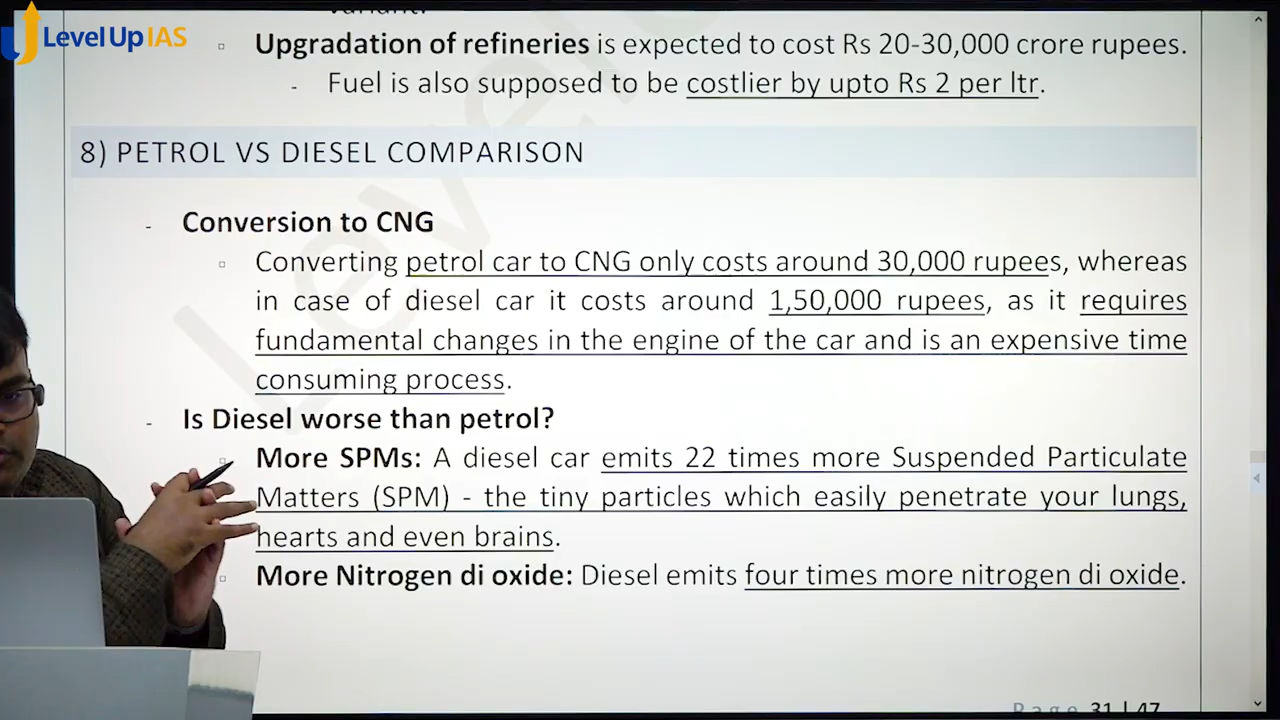 Level Up IAS
variant.
▫ Upgradation of refineries is expected to cost Rs 20-30,000 crore rupees.
- Fuel is also supposed to be costlier by upto Rs 2 per ltr.
8) PETROL VS DIESEL COMPARISON
- Conversion to CNG
▫ Converting petrol car to CNG only costs around 30,000 rupees, whereas
in case of diesel car it costs around 1,50,000 rupees, as it requires
fundamental changes in the engine of the car and is an expensive time
consuming process.
- Is Diesel worse than petrol?
▫ More SPMs: A diesel car emits 22 times more Suspended Particulate
Matters (SPM) - the tiny particles which easily penetrate your lungs,
hearts and even brains.
▫ More Nitrogen di oxide: Diesel emits four times more nitrogen di oxide.
Page 31 | 47
Level